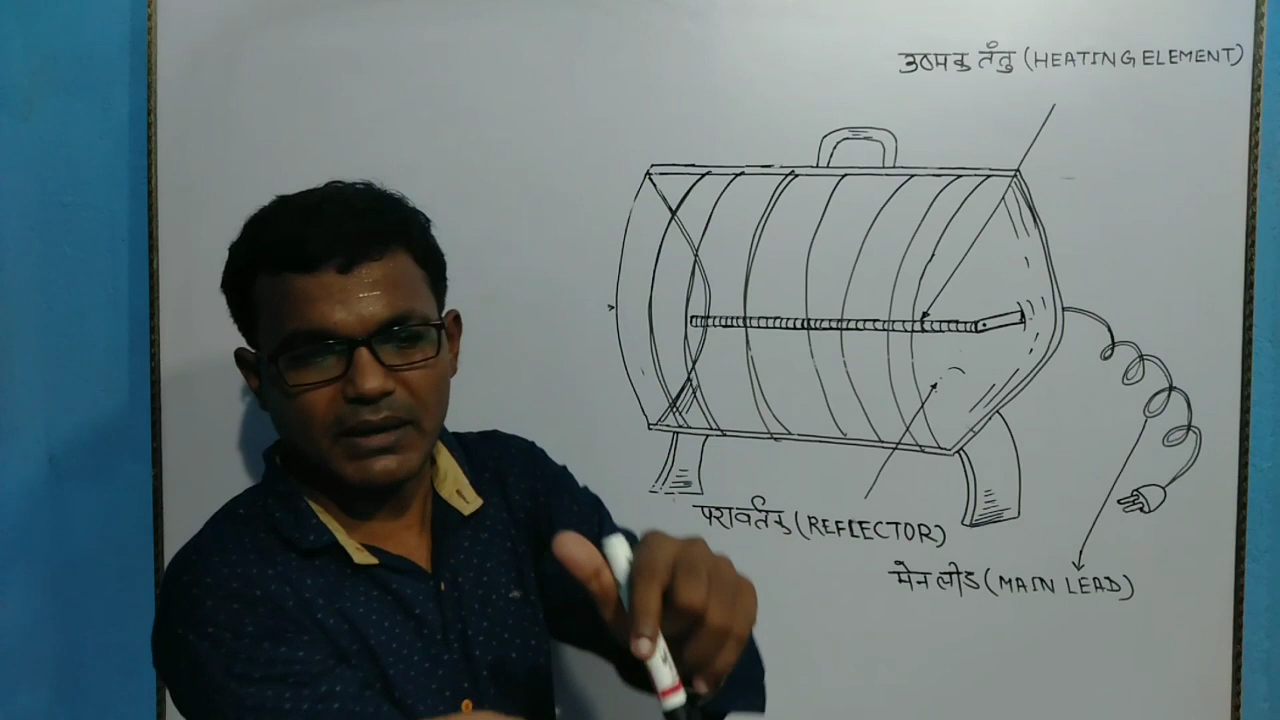 उष्मक तंतु (HEATING ELEMENT)
परावर्तक (REFLECTOR)
मेन लीड (MAIN LEAD)